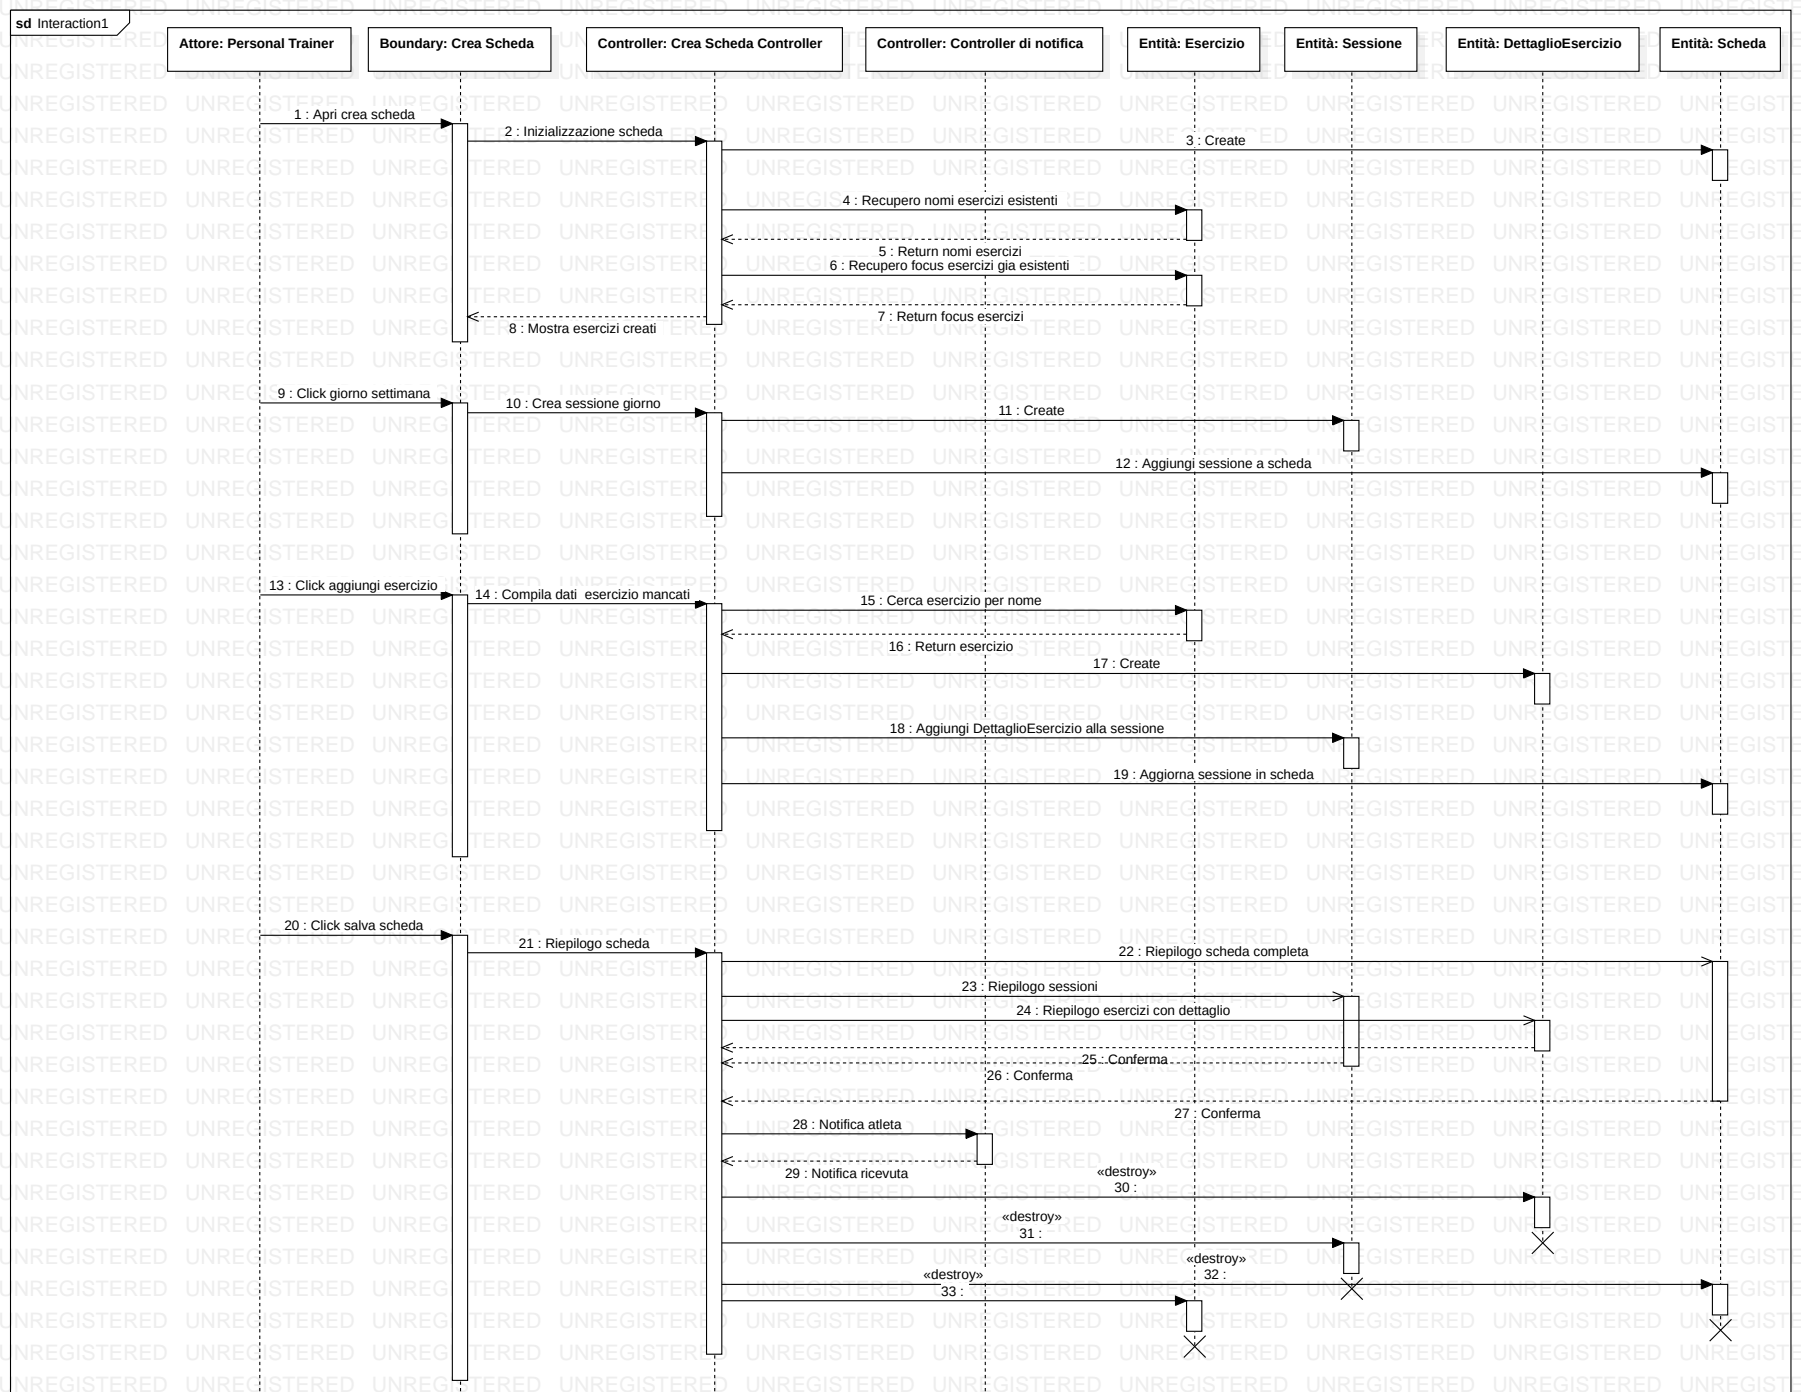 sd Interaction1
Attore: Personal Trainer
Boundary: Crea Scheda
Controller: Crea Scheda Controller
Controller: Controller di notifica
Entità: Esercizio
Entità: Sessione
Entità: DettaglioEsercizio
Entità: Scheda
1 : Apri crea scheda
2 : Inizializzazione scheda
3 : Create
4 : Recupero nomi esercizi esistenti
5 : Return nomi esercizi
6 : Recupero focus esercizi gia esistenti
7 : Return focus esercizi
8 : Mostra esercizi creati
9 : Click giorno settimana
10 : Crea sessione giorno
11 : Create
12 : Aggiungi sessione a scheda
13 : Click aggiungi esercizio
14 : Compila dati  esercizio mancati
15 : Cerca esercizio per nome
16 : Return esercizio
17 : Create
18 : Aggiungi DettaglioEsercizio alla sessione
19 : Aggiorna sessione in scheda
20 : Click salva scheda
21 : Riepilogo scheda
22 : Riepilogo scheda completa
23 : Riepilogo sessioni
24 : Riepilogo esercizi con dettaglio
25 : Conferma
26 : Conferma
27 : Conferma
28 : Notifica atleta
29 : Notifica ricevuta
«destroy»
30 :
«destroy»
31 :
«destroy»
32 :
«destroy»
33 :
UNREGISTERED